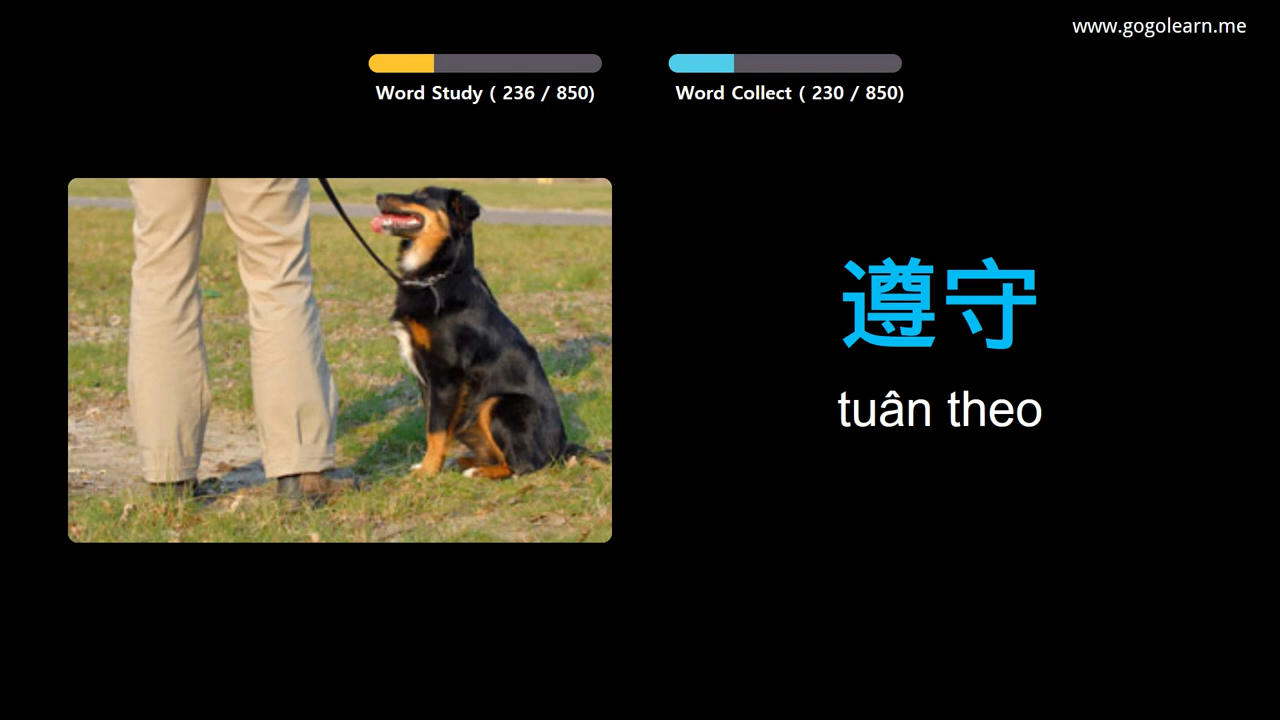 www.gogolearn.me
Word Study ( 236 / 850)
Word Collect ( 230 / 850)
遵守
tuân theo